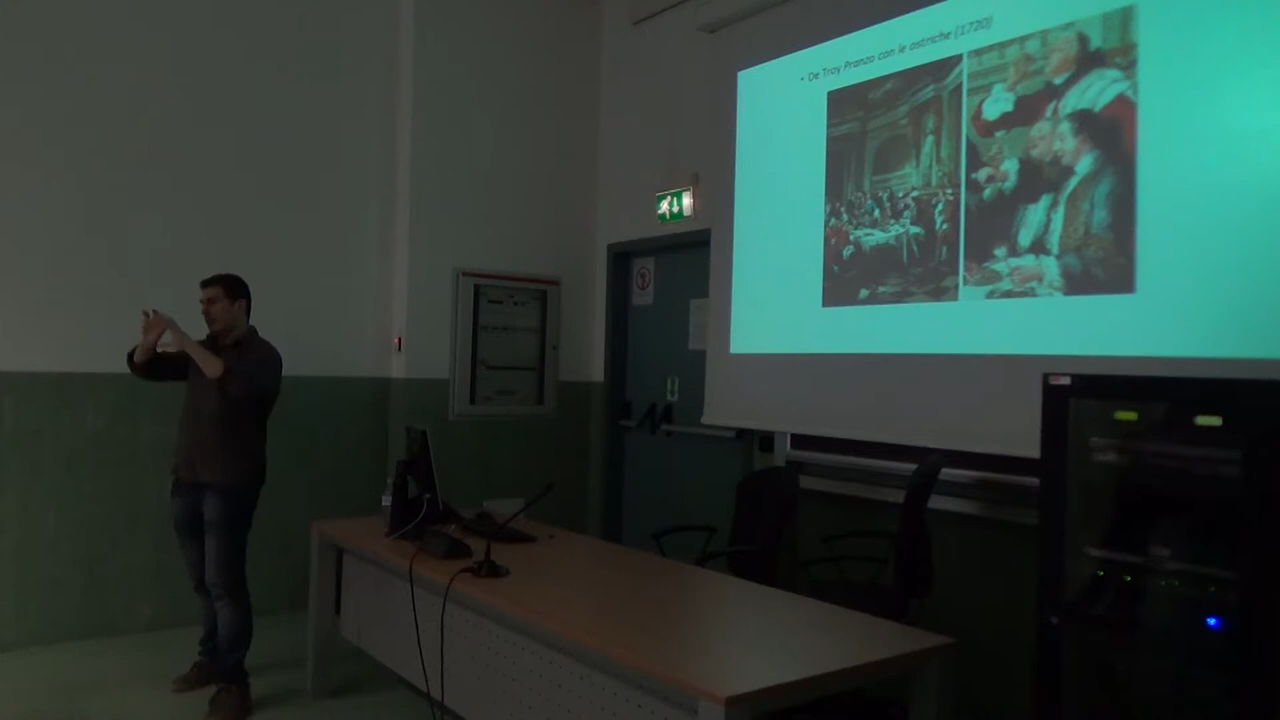 • De Troy Pranzo con le ostriche (1720)